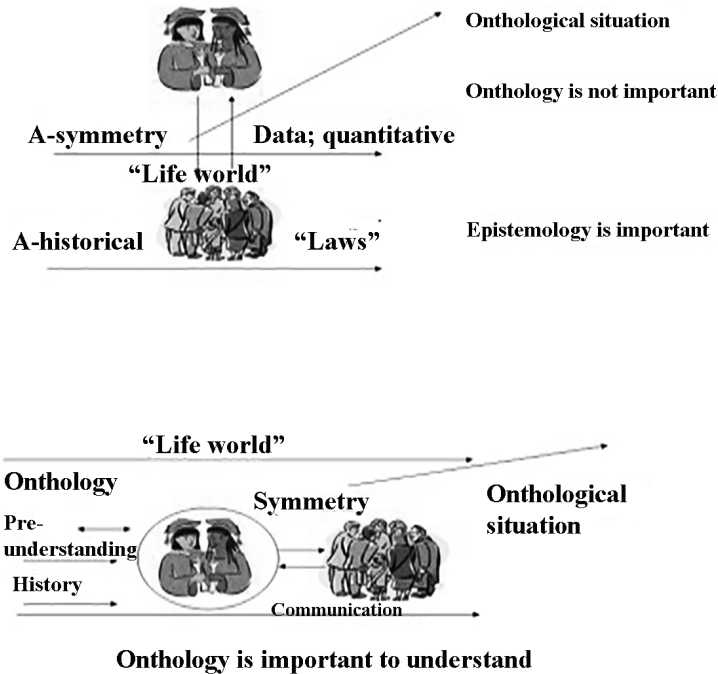 Onthological situation
Onthology is not important
A-symmetry
Data; quantitative
“Life world”
A-historical
“Laws”
Epistemology is important
“Life world”
Onthology
Symmetry
Onthological
situation
Pre-
understanding
History
Communication
Onthology is important to understand